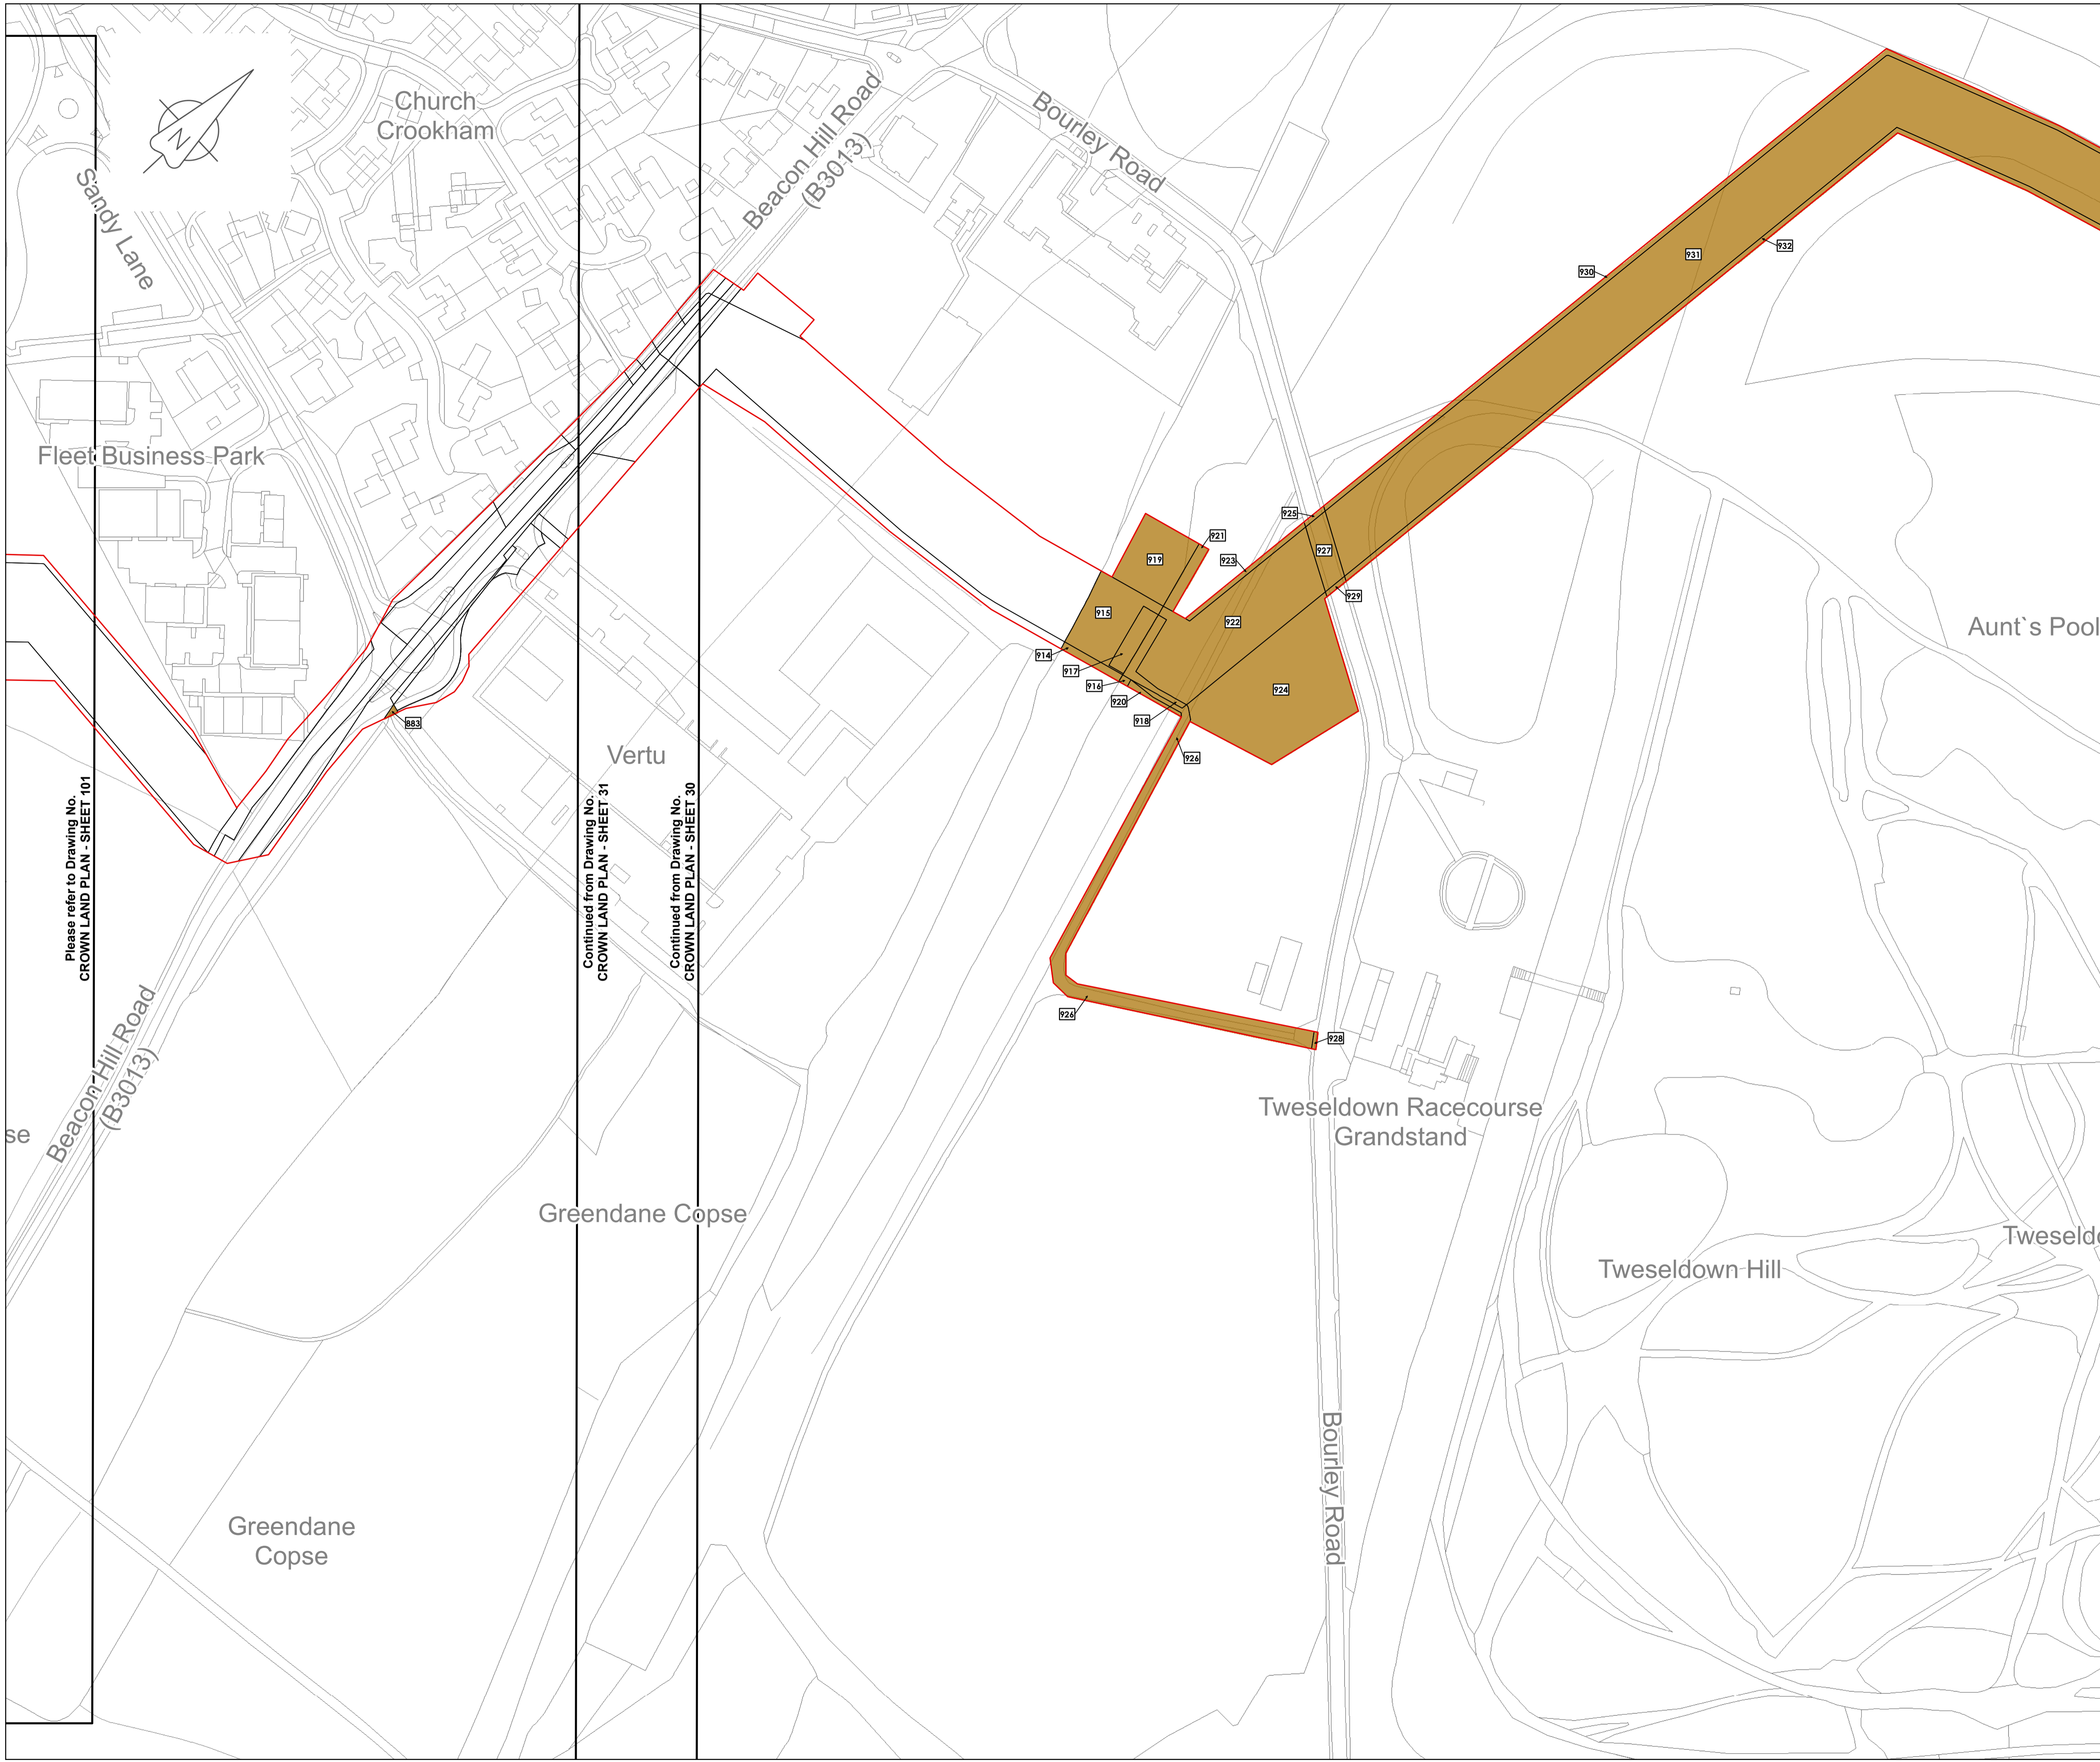 N
Church
Crookham
Sandy Lane
Beacon Hill Road
(B3013)
Bourley Road
Fleet Business Park
Vertu
Please refer to Drawing No.
CROWN LAND PLAN - SHEET 101
Continued from Drawing No.
CROWN LAND PLAN - SHEET 31
Continued from Drawing No.
CROWN LAND PLAN - SHEET 30
930
931
932
925
921
919
923
927
929
915
922
914
917
916
920
918
924
926
883
926
928
Aunt`s Pool
Beacon Hill Road
(B3013)
se
Tweseldown Racecourse
Grandstand
Greendane Copse
Tweseldo
Tweseldown Hill
Bourley Road
Greendane
Copse